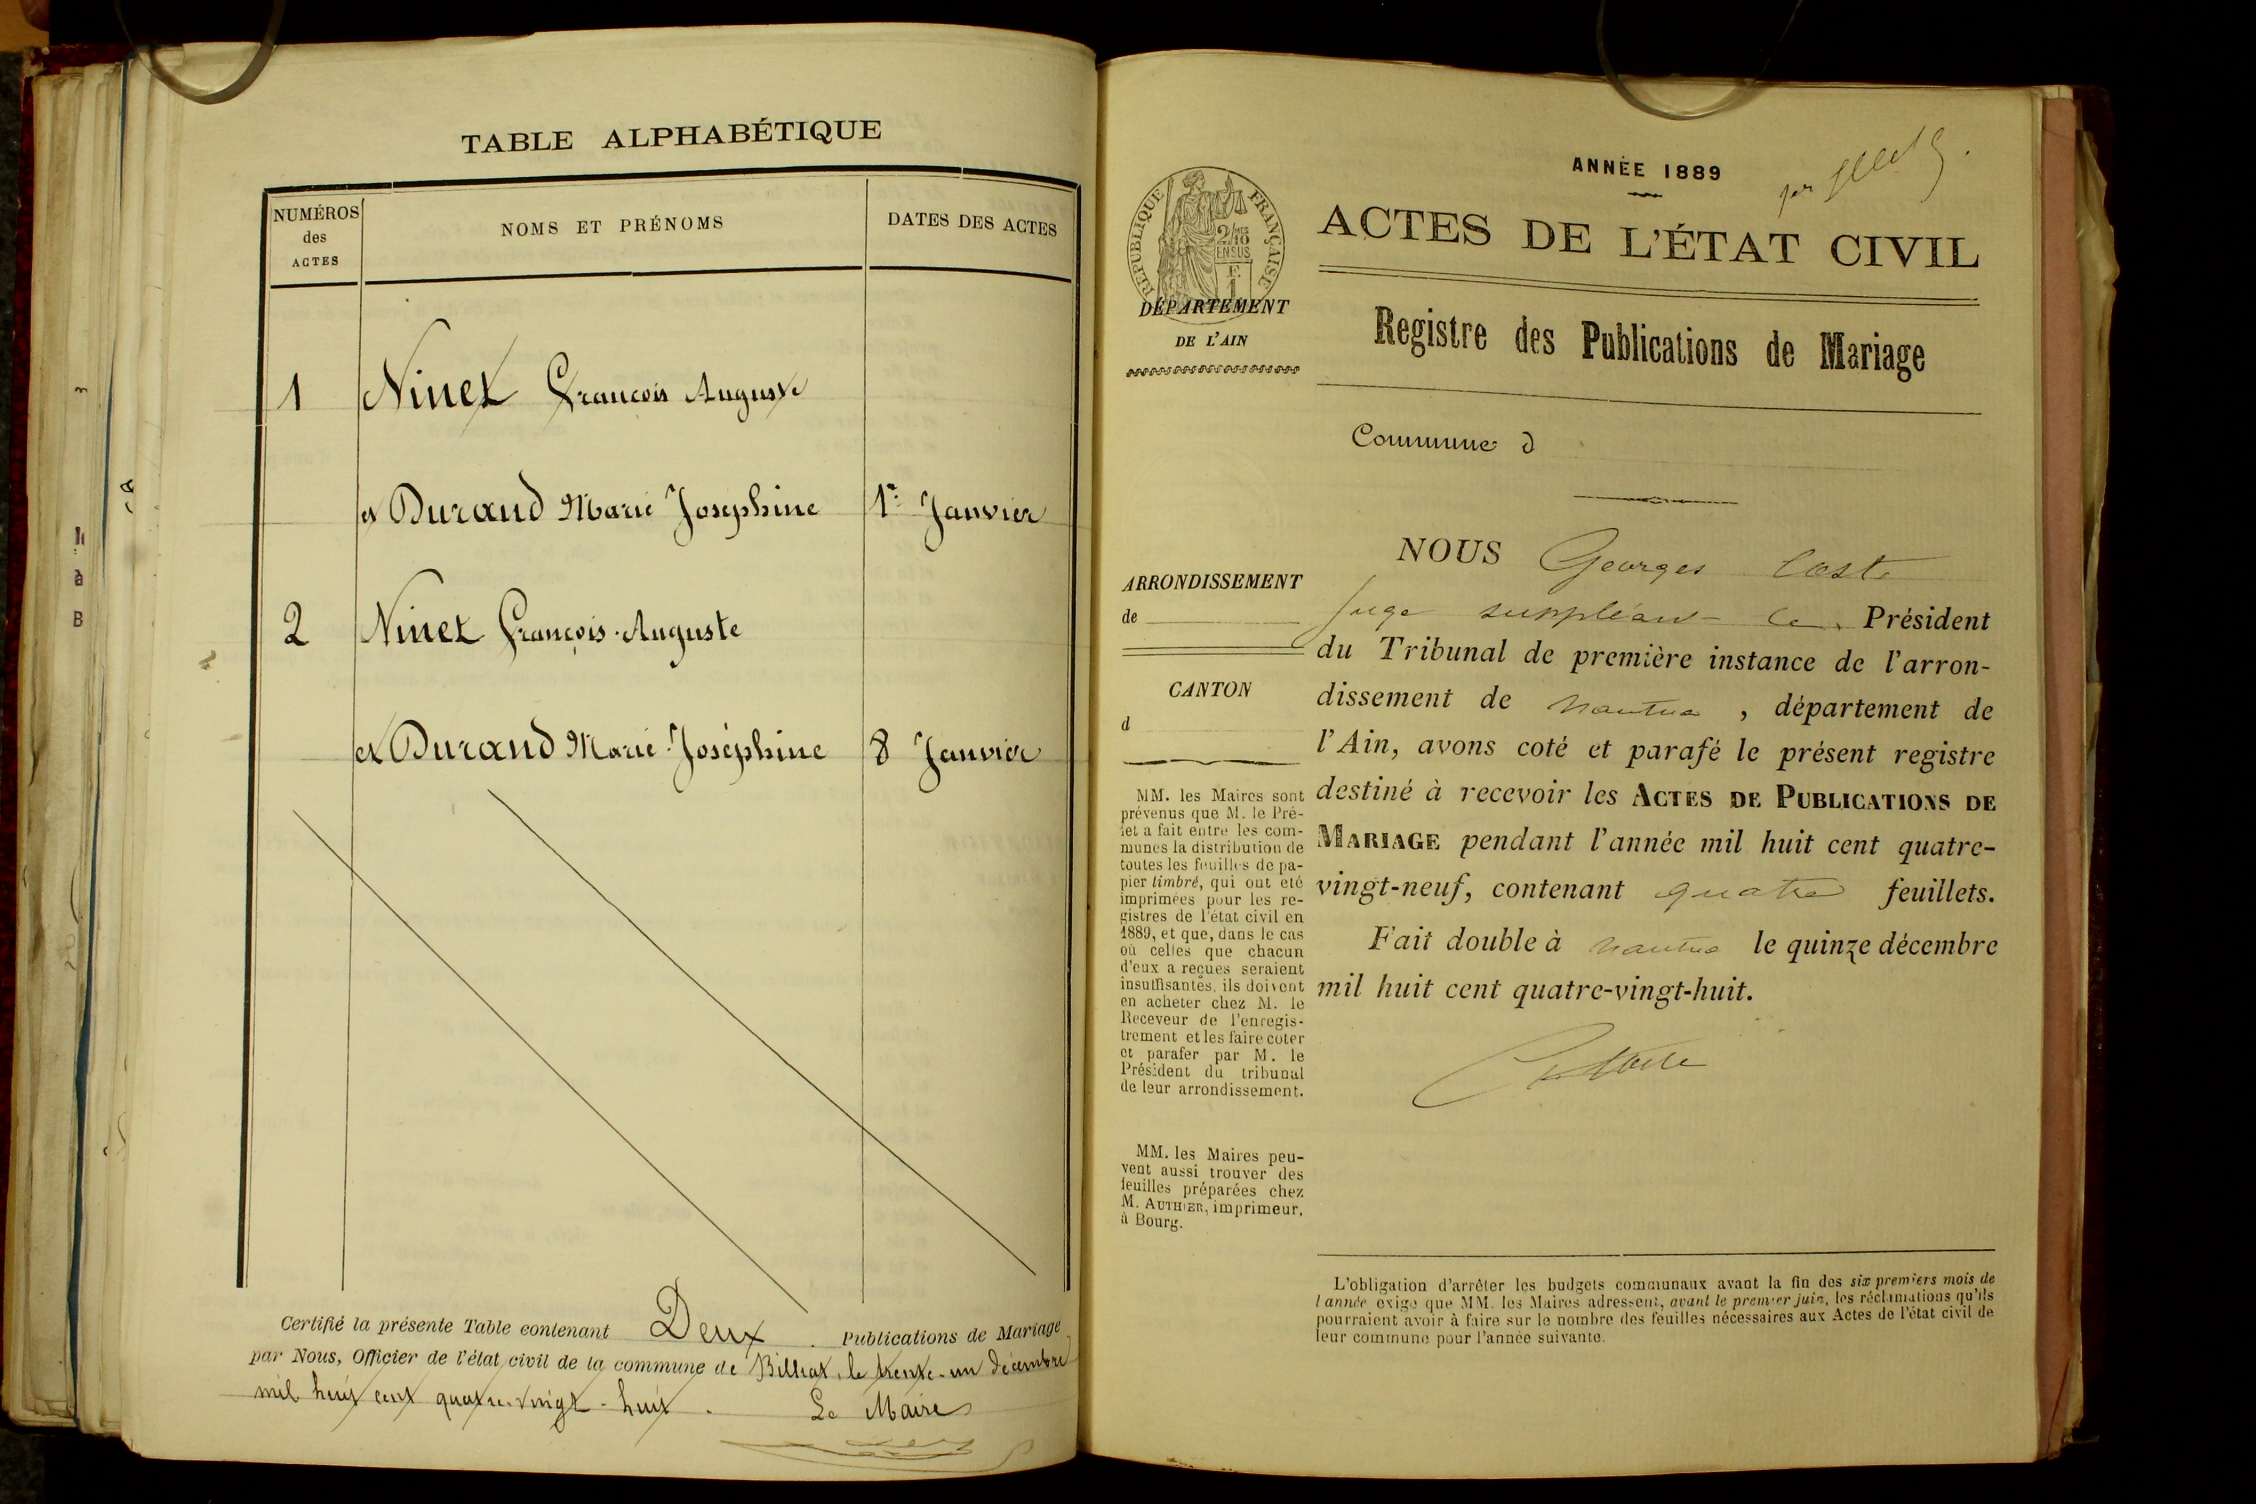 TABLE ALPHABÉTIQUE
NUMÉROS
des
ACTES
NOMS ET PRÉNOMS
DATES DES ACTES
1 Ninet François Auguste
et Durand Marie Joséphine 1er Janvier
2 Ninet François Auguste
et Durand Marie Joséphine 8 Janvier
Certifié la présente Table contenant Deux Publications de Mariage
par Nous, Officier de l'état civil de la commune de Billiat, le trente-un décembre
mil huit cent quatre-vingt-huit.
Le Maire
ANNÉE 1889
ACTES DE L'ÉTAT CIVIL
Registre des Publications de Mariage
Commune d
RÉPUBLIQUE FRANÇAISE
2/10
EN SUS
F.
1
DÉPARTEMENT
DE L'AIN
ARRONDISSEMENT
de
CANTON
d
MM. les Maires sont
prévenus que M. le Pré-
fet a fait entre les com-
munes la distribution de
toutes les feuilles de pa-
pier timbré, qui ont été
imprimées pour les re-
gistres de l'état civil en
1889, et que, dans le cas
où celles que chacun
d'eux a reçues seraient
insuffisantes, ils doivent
en acheter chez M. le
Receveur de l'enregis-
trement et les faire coter
et parafer par M. le
Président du tribunal
de leur arrondissement.
MM. les Maires peu-
vent aussi trouver des
feuilles préparées chez
M. AUTHIER, imprimeur,
à Bourg.
NOUS Georges Coste
Juge suppléant Président
du Tribunal de première instance de l'arron-
dissement de Nantua, département de
l'Ain, avons coté et parafé le présent registre
destiné à recevoir les ACTES DE PUBLICATIONS DE
MARIAGE pendant l'année mil huit cent quatre-
vingt-neuf, contenant quatre feuillets.
Fait double à Nantua le quinze décembre
mil huit cent quatre-vingt-huit.
L'obligation d'arrêter les budgets communaux avant la fin des six premiers mois de
l'année exige que MM. les Maires adressent, avant le premier juin, les réclamations qu'ils
pourraient avoir à faire sur le nombre des feuilles nécessaires aux Actes de l'état civil de
leur commune pour l'année suivante.